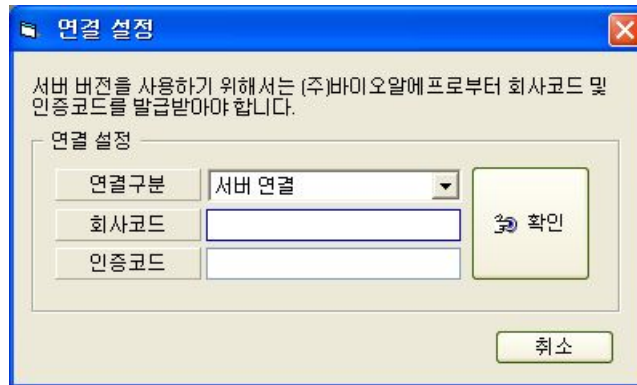 연결 설정
서버 버전을 사용하기 위해서는 (주)바이오알에프로부터 회사코드 및
인증코드를 발급받아야 합니다.
연결 설정
연결구분 서버 연결
회사코드
확인
인증코드
취소